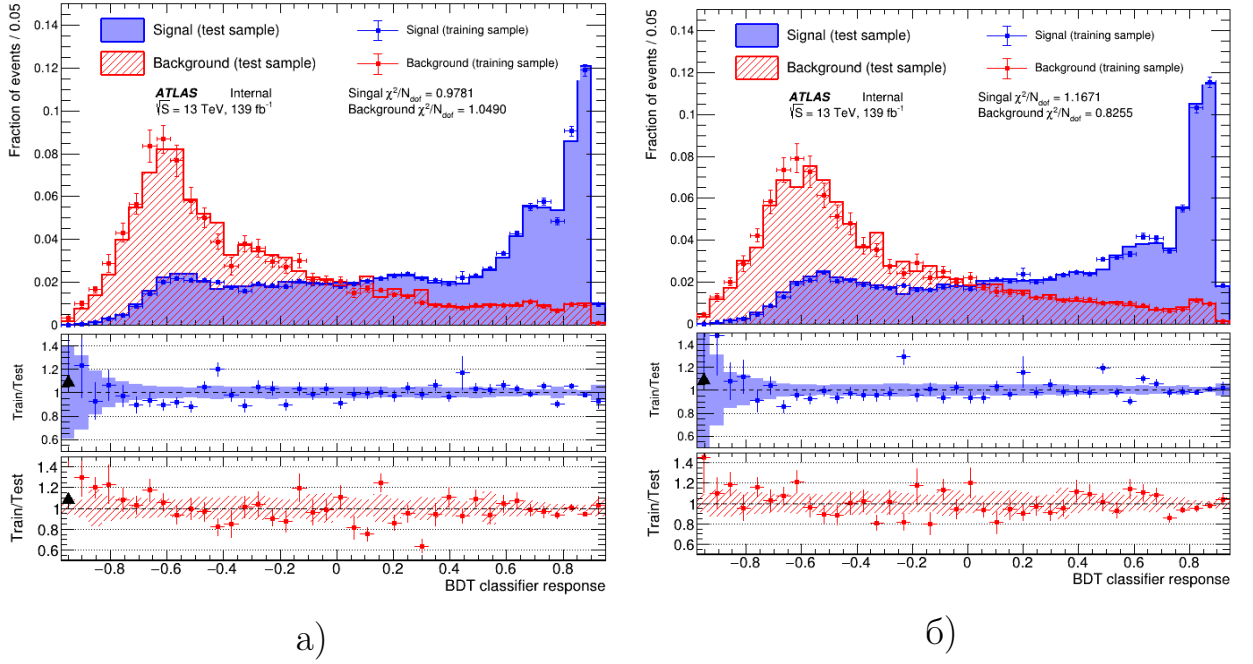 Fraction of events / 0.05
0.14
0.12
0.1
0.08
0.06
0.04
0.02
0
Signal (test sample)
Signal (training sample)
Background (test sample)
Background (training sample)
ATLAS Internal
√S = 13 TeV, 139 fb⁻¹
Singal χ²/N_dof = 0.9781
Background χ²/N_dof = 1.0490
Train/Test
1.4
1.2
1
0.8
0.6
Train/Test
1.4
1.2
1
0.8
0.6
−0.8 −0.6 −0.4 −0.2 0 0.2 0.4 0.6 0.8
BDT classifier response
а)
Fraction of events / 0.05
0.12
0.1
0.08
0.06
0.04
0.02
0
Signal (test sample)
Signal (training sample)
Background (test sample)
Background (training sample)
ATLAS Internal
√S = 13 TeV, 139 fb⁻¹
Singal χ²/N_dof = 1.1671
Background χ²/N_dof = 0.8255
Train/Test
1.4
1.2
1
0.8
0.6
Train/Test
1.4
1.2
1
0.8
0.6
−0.8 −0.6 −0.4 −0.2 0 0.2 0.4 0.6 0.8
BDT classifier response
б)